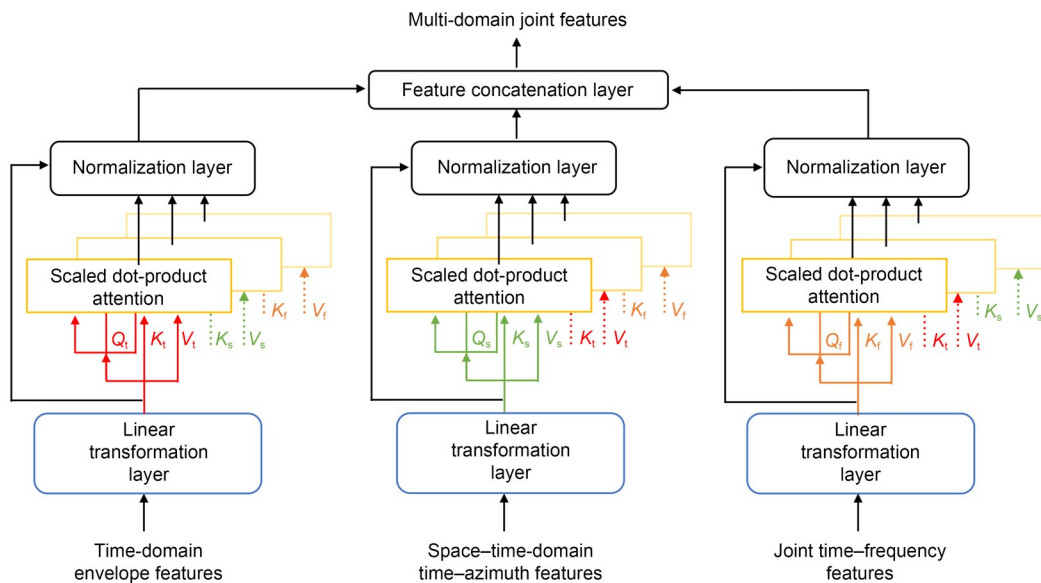 Multi-domain joint features
Feature concatenation layer
Normalization layer
Normalization layer
Normalization layer
Scaled dot-product
attention
Scaled dot-product
attention
Scaled dot-product
attention
Qt Kt Vt Ks Vs Kf Vf
Qs Ks Vs Kt Vt Kf Vf
Qf Kf Vf Kt Vt Ks Vs
Linear
transformation
layer
Linear
transformation
layer
Linear
transformation
layer
Time-domain
envelope features
Space–time-domain
time–azimuth features
Joint time–frequency
features